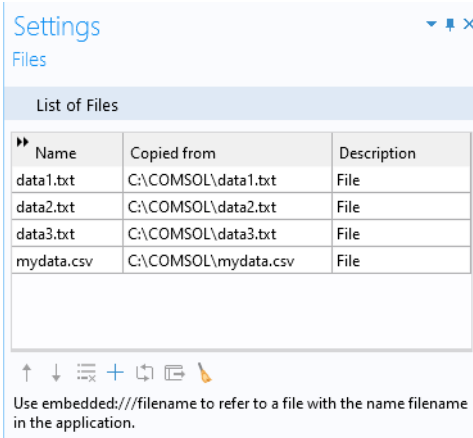 Settings
Files
List of Files
Name Copied from Description
data1.txt C:\COMSOL\data1.txt File
data2.txt C:\COMSOL\data2.txt File
data3.txt C:\COMSOL\data3.txt File
mydata.csv C:\COMSOL\mydata.csv File
Use embedded:///filename to refer to a file with the name filename
in the application.